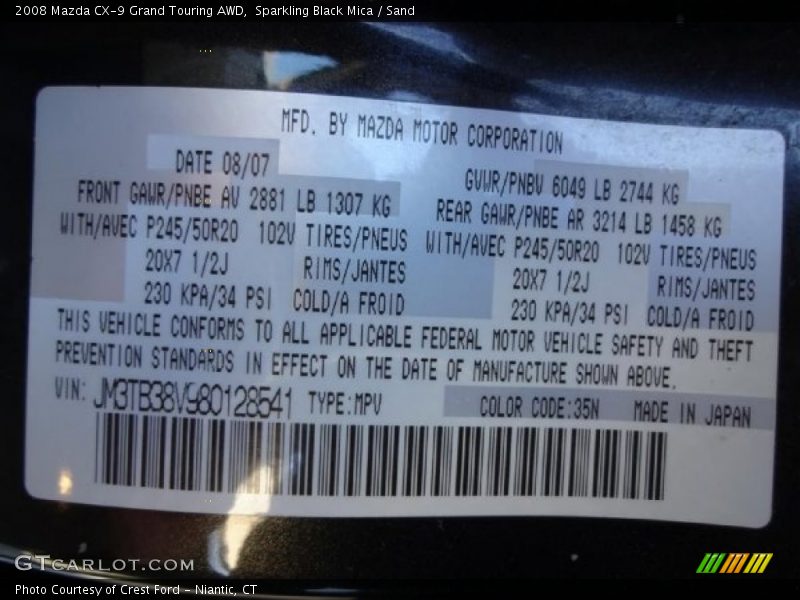 2008 Mazda CX-9 Grand Touring AWD, Sparkling Black Mica / Sand
MFD. BY MAZDA MOTOR CORPORATION
DATE 08/07
GVWR/PNBV 6049 LB 2744 KG
FRONT GAWR/PNBE AV 2881 LB 1307 KG
REAR GAWR/PNBE AR 3214 LB 1458 KG
WITH/AVEC P245/50R20 102V TIRES/PNEUS
WITH/AVEC P245/50R20 102V TIRES/PNEUS
20X7 1/2J RIMS/JANTES
20X7 1/2J RIMS/JANTES
230 KPA/34 PSI COLD/A FROID
230 KPA/34 PSI COLD/A FROID
THIS VEHICLE CONFORMS TO ALL APPLICABLE FEDERAL MOTOR VEHICLE SAFETY AND THEFT
PREVENTION STANDARDS IN EFFECT ON THE DATE OF MANUFACTURE SHOWN ABOVE.
VIN: JM3TB38V980128541 TYPE:MPV COLOR CODE:35N MADE IN JAPAN
GTCARLOT.COM
Photo Courtesy of Crest Ford - Niantic, CT